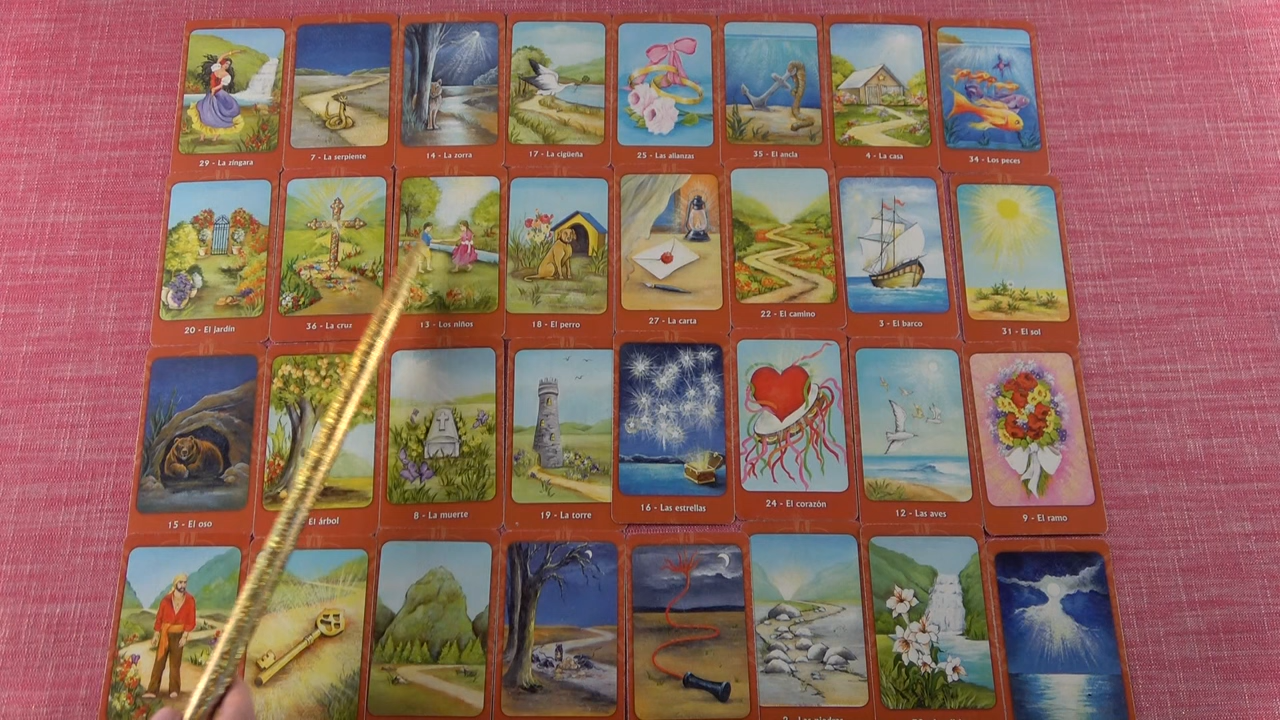 29 - La zíngara
7 - La serpiente
14 - La zorra
17 - La cigüeña
25 - Las alianzas
35 - El ancla
4 - La casa
34 - Los peces
20 - El jardín
36 - La cruz
13 - Los niños
18 - El perro
27 - La carta
22 - El camino
3 - El barco
31 - El sol
15 - El oso
El árbol
8 - La muerte
19 - La torre
16 - Las estrellas
24 - El corazón
12 - Las aves
9 - El ramo